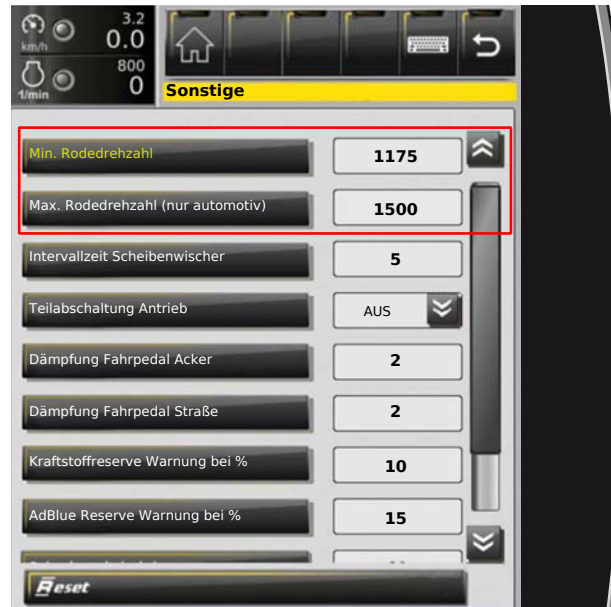 3.2
km/h 0.0
800
1/min 0
Sonstige
Min. Rodedrehzahl 1175
Max. Rodedrehzahl (nur automotiv) 1500
Intervallzeit Scheibenwischer 5
Teilabschaltung Antrieb AUS
Dämpfung Fahrpedal Acker 2
Dämpfung Fahrpedal Straße 2
Kraftstoffreserve Warnung bei % 10
AdBlue Reserve Warnung bei % 15
Reset